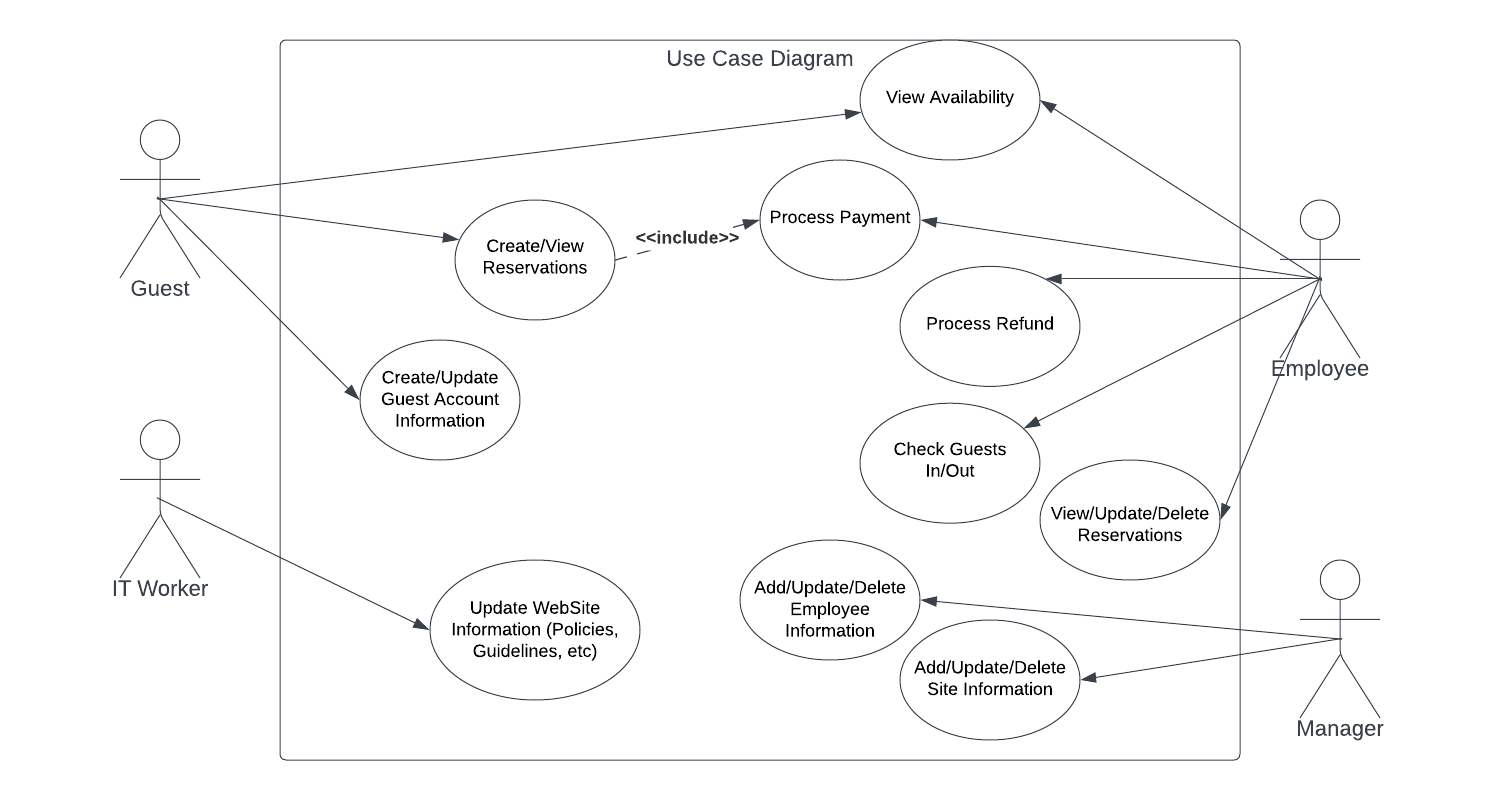 Use Case Diagram
View Availability
Process Payment
<<include>>
Create/View
Reservations
Guest
Process Refund
Employee
Create/Update
Guest Account
Information
Check Guests
In/Out
View/Update/Delete
Reservations
IT Worker
Update WebSite
Information (Policies,
Guidelines, etc)
Add/Update/Delete
Employee
Information
Add/Update/Delete
Site Information
Manager